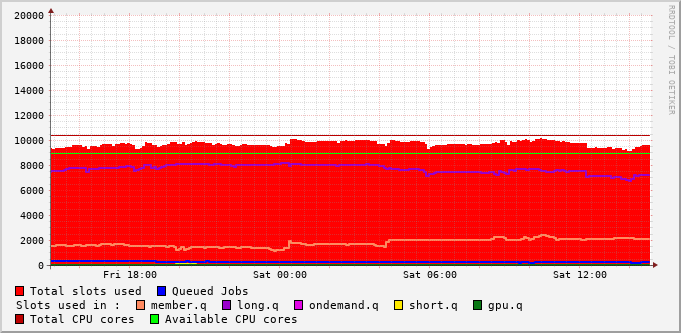 20000
18000
16000
14000
12000
10000
8000
6000
4000
2000
0
Fri 18:00 Sat 00:00 Sat 06:00 Sat 12:00
Total slots used Queued Jobs
Slots used in : member.q long.q ondemand.q short.q gpu.q
Total CPU cores Available CPU cores
RRDTOOL / TOBI OETIKER